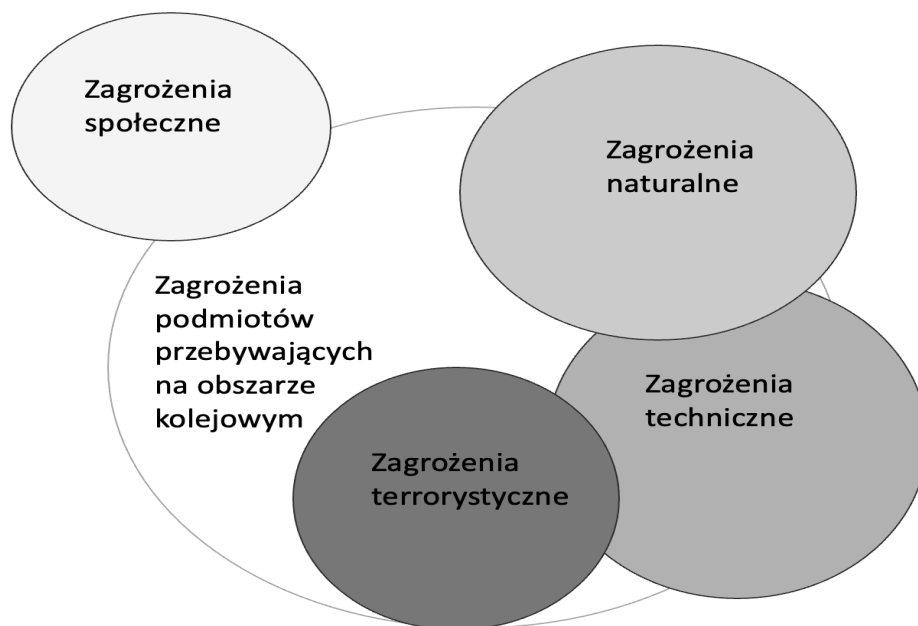 Zagrożenia
społeczne
Zagrożenia
naturalne
Zagrożenia
podmiotów
przebywających
na obszarze
kolejowym
Zagrożenia
techniczne
Zagrożenia
terrorystyczne